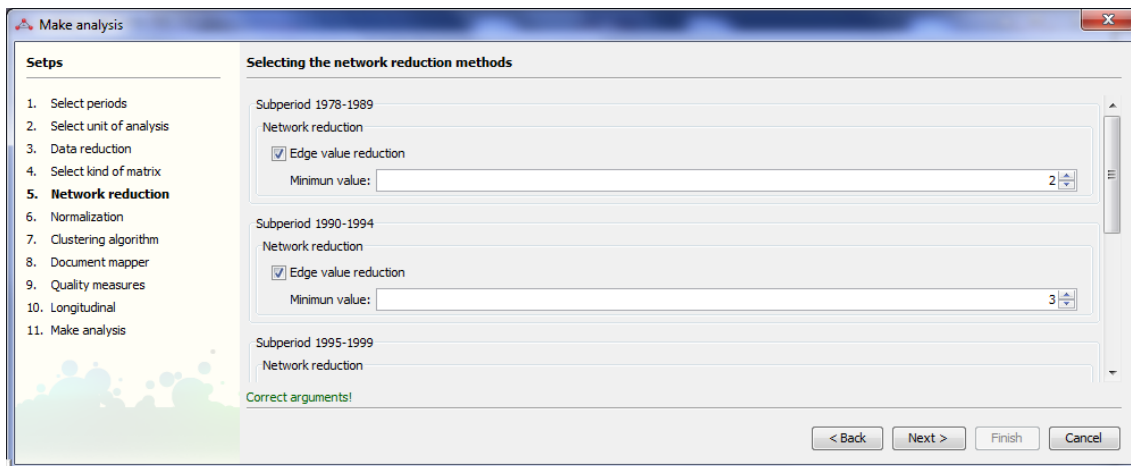 Make analysis
Setps
1. Select periods
2. Select unit of analysis
3. Data reduction
4. Select kind of matrix
5. Network reduction
6. Normalization
7. Clustering algorithm
8. Document mapper
9. Quality measures
10. Longitudinal
11. Make analysis
Selecting the network reduction methods
Subperiod 1978-1989
Network reduction
Edge value reduction
Minimun value: 2
Subperiod 1990-1994
Network reduction
Edge value reduction
Minimun value: 3
Subperiod 1995-1999
Network reduction
Correct arguments!
< Back Next > Finish Cancel